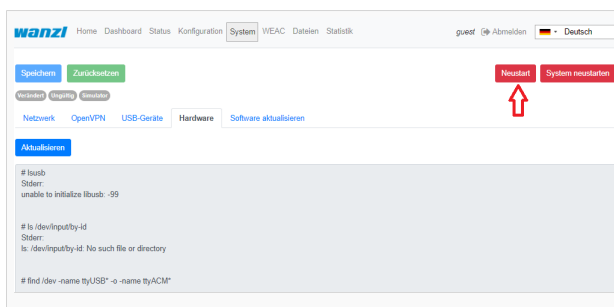 wanzl Home Dashboard Status Konfiguration System WEAC Dateien Statistik guest Abmelden Deutsch
Speichern Zurücksetzen Neustart System neustarten
Verändert Ungültig Simulator
Netzwerk OpenVPN USB-Geräte Hardware Software aktualisieren
Aktualisieren
# lsusb
Stderr:
unable to initialize libusb: -99
# ls /dev/input/by-id
Stderr:
ls: /dev/input/by-id: No such file or directory
# find /dev -name ttyUSB* -o -name ttyACM*